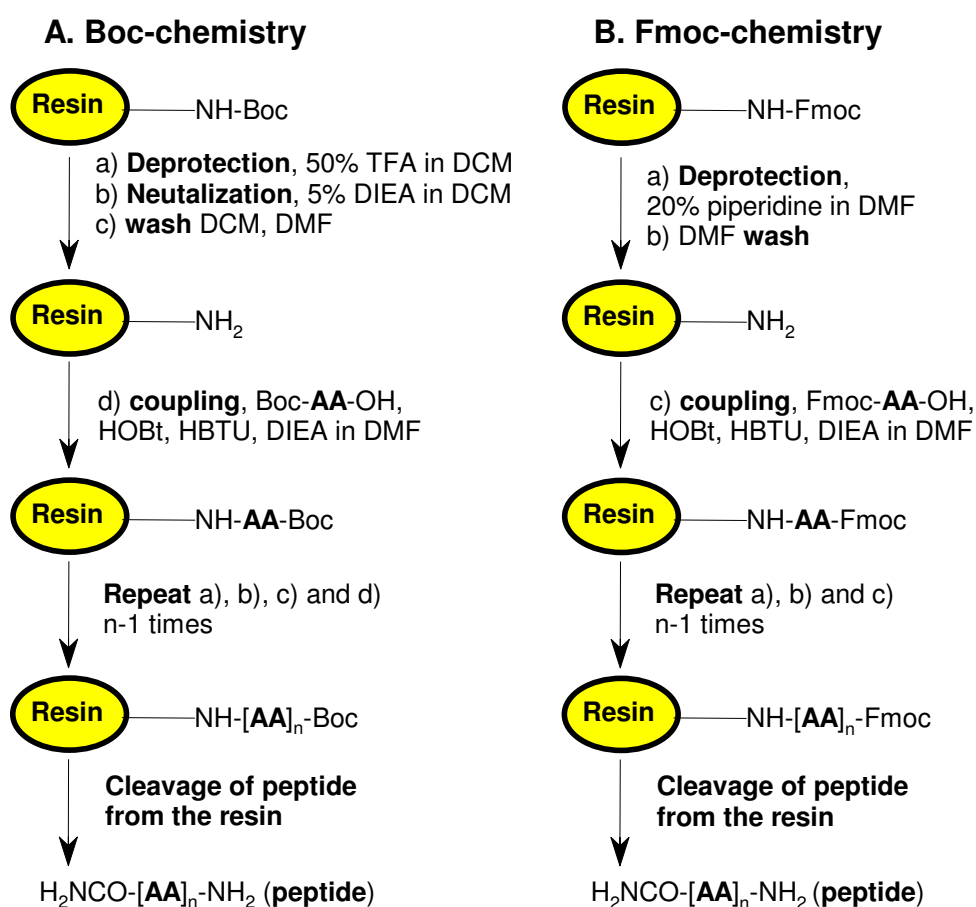 A. Boc-chemistry
Resin
NH-Boc
a) Deprotection, 50% TFA in DCM
b) Neutalization, 5% DIEA in DCM
c) wash DCM, DMF
Resin
NH₂
d) coupling, Boc-AA-OH,
HOBt, HBTU, DIEA in DMF
Resin
NH-AA-Boc
Repeat a), b), c) and d)
n-1 times
Resin
NH-[AA]ₙ-Boc
Cleavage of peptide
from the resin
H₂NCO-[AA]ₙ-NH₂ (peptide)
B. Fmoc-chemistry
Resin
NH-Fmoc
a) Deprotection,
20% piperidine in DMF
b) DMF wash
Resin
NH₂
c) coupling, Fmoc-AA-OH,
HOBt, HBTU, DIEA in DMF
Resin
NH-AA-Fmoc
Repeat a), b) and c)
n-1 times
Resin
NH-[AA]ₙ-Fmoc
Cleavage of peptide
from the resin
H₂NCO-[AA]ₙ-NH₂ (peptide)